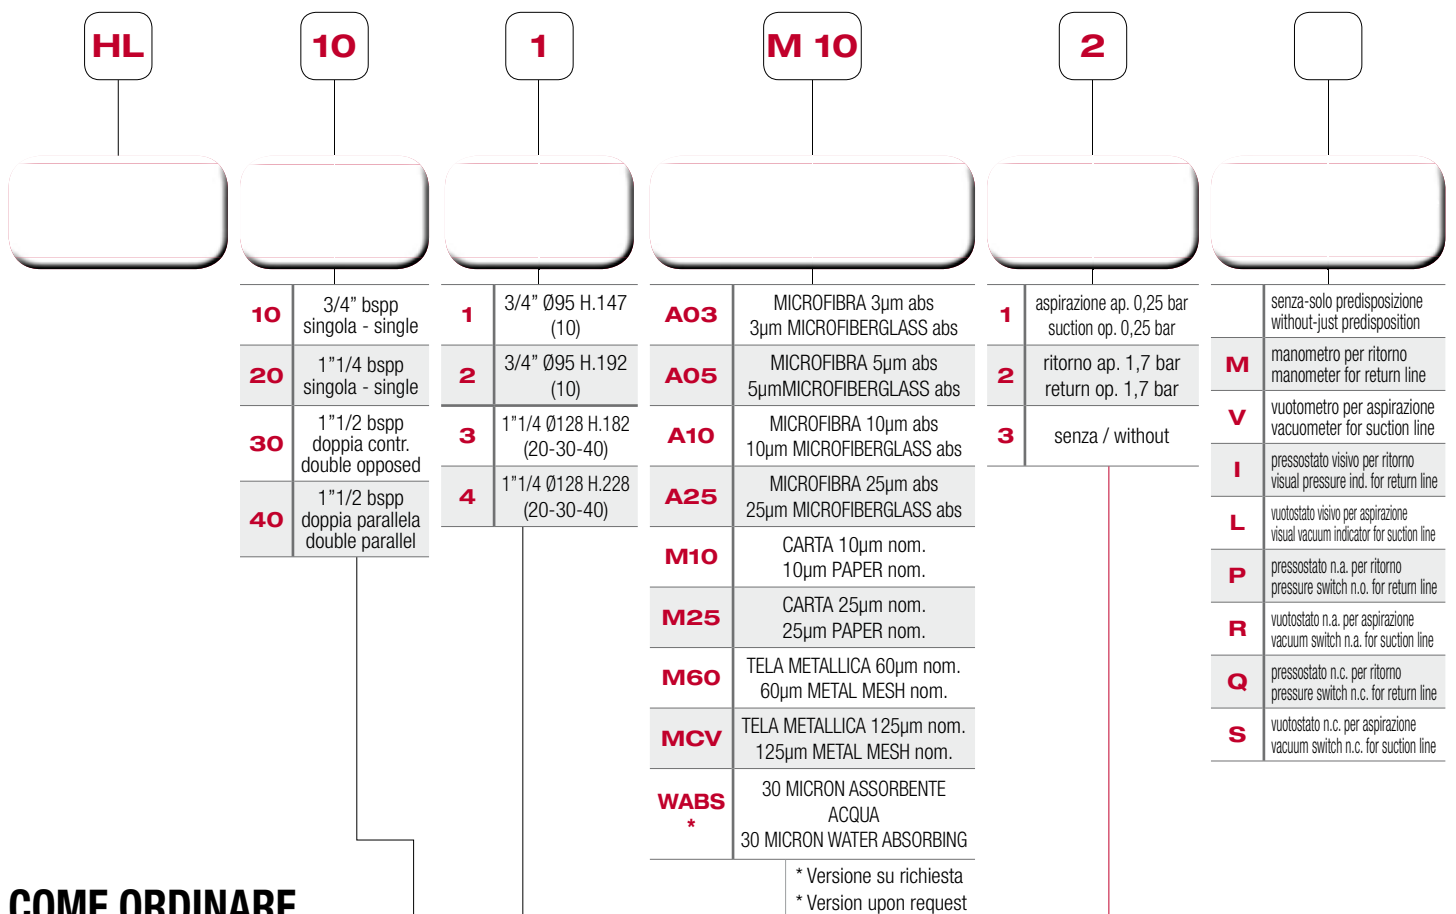 HL 10 1 M 10 2
10 3/4” bspp
singola - single
20 1”1/4 bspp
singola - single
30 1”1/2 bspp
doppia contr.
double opposed
40 1”1/2 bspp
doppia parallela
double parallel
1 3/4” Ø95 H.147
(10)
2 3/4” Ø95 H.192
(10)
3 1”1/4 Ø128 H.182
(20-30-40)
4 1”1/4 Ø128 H.228
(20-30-40)
A03 MICROFIBRA 3µm abs
3µm MICROFIBERGLASS abs
A05 MICROFIBRA 5µm abs
5µmMICROFIBERGLASS abs
A10 MICROFIBRA 10µm abs
10µm MICROFIBERGLASS abs
A25 MICROFIBRA 25µm abs
25µm MICROFIBERGLASS abs
M10 CARTA 10µm nom.
10µm PAPER nom.
M25 CARTA 25µm nom.
25µm PAPER nom.
M60 TELA METALLICA 60µm nom.
60µm METAL MESH nom.
MCV TELA METALLICA 125µm nom.
125µm METAL MESH nom.
WABS * 30 MICRON ASSORBENTE
ACQUA
30 MICRON WATER ABSORBING
* Versione su richiesta
* Version upon request
1 aspirazione ap. 0,25 bar
suction op. 0,25 bar
2 ritorno ap. 1,7 bar
return op. 1,7 bar
3 senza / without
senza-solo predisposizione
without-just predisposition
M manometro per ritorno
manometer for return line
V vuotometro per aspirazione
vacuometer for suction line
I pressostato visivo per ritorno
visual pressure ind. for return line
L vuotostato visivo per aspirazione
visual vacuum indicator for suction line
P pressostato n.a. per ritorno
pressure switch n.o. for return line
R vuotostato n.a. per aspirazione
vacuum switch n.a. for suction line
Q pressostato n.c. per ritorno
pressure switch n.c. for return line
S vuotostato n.c. per aspirazione
vacuum switch n.c. for suction line
COME ORDINARE